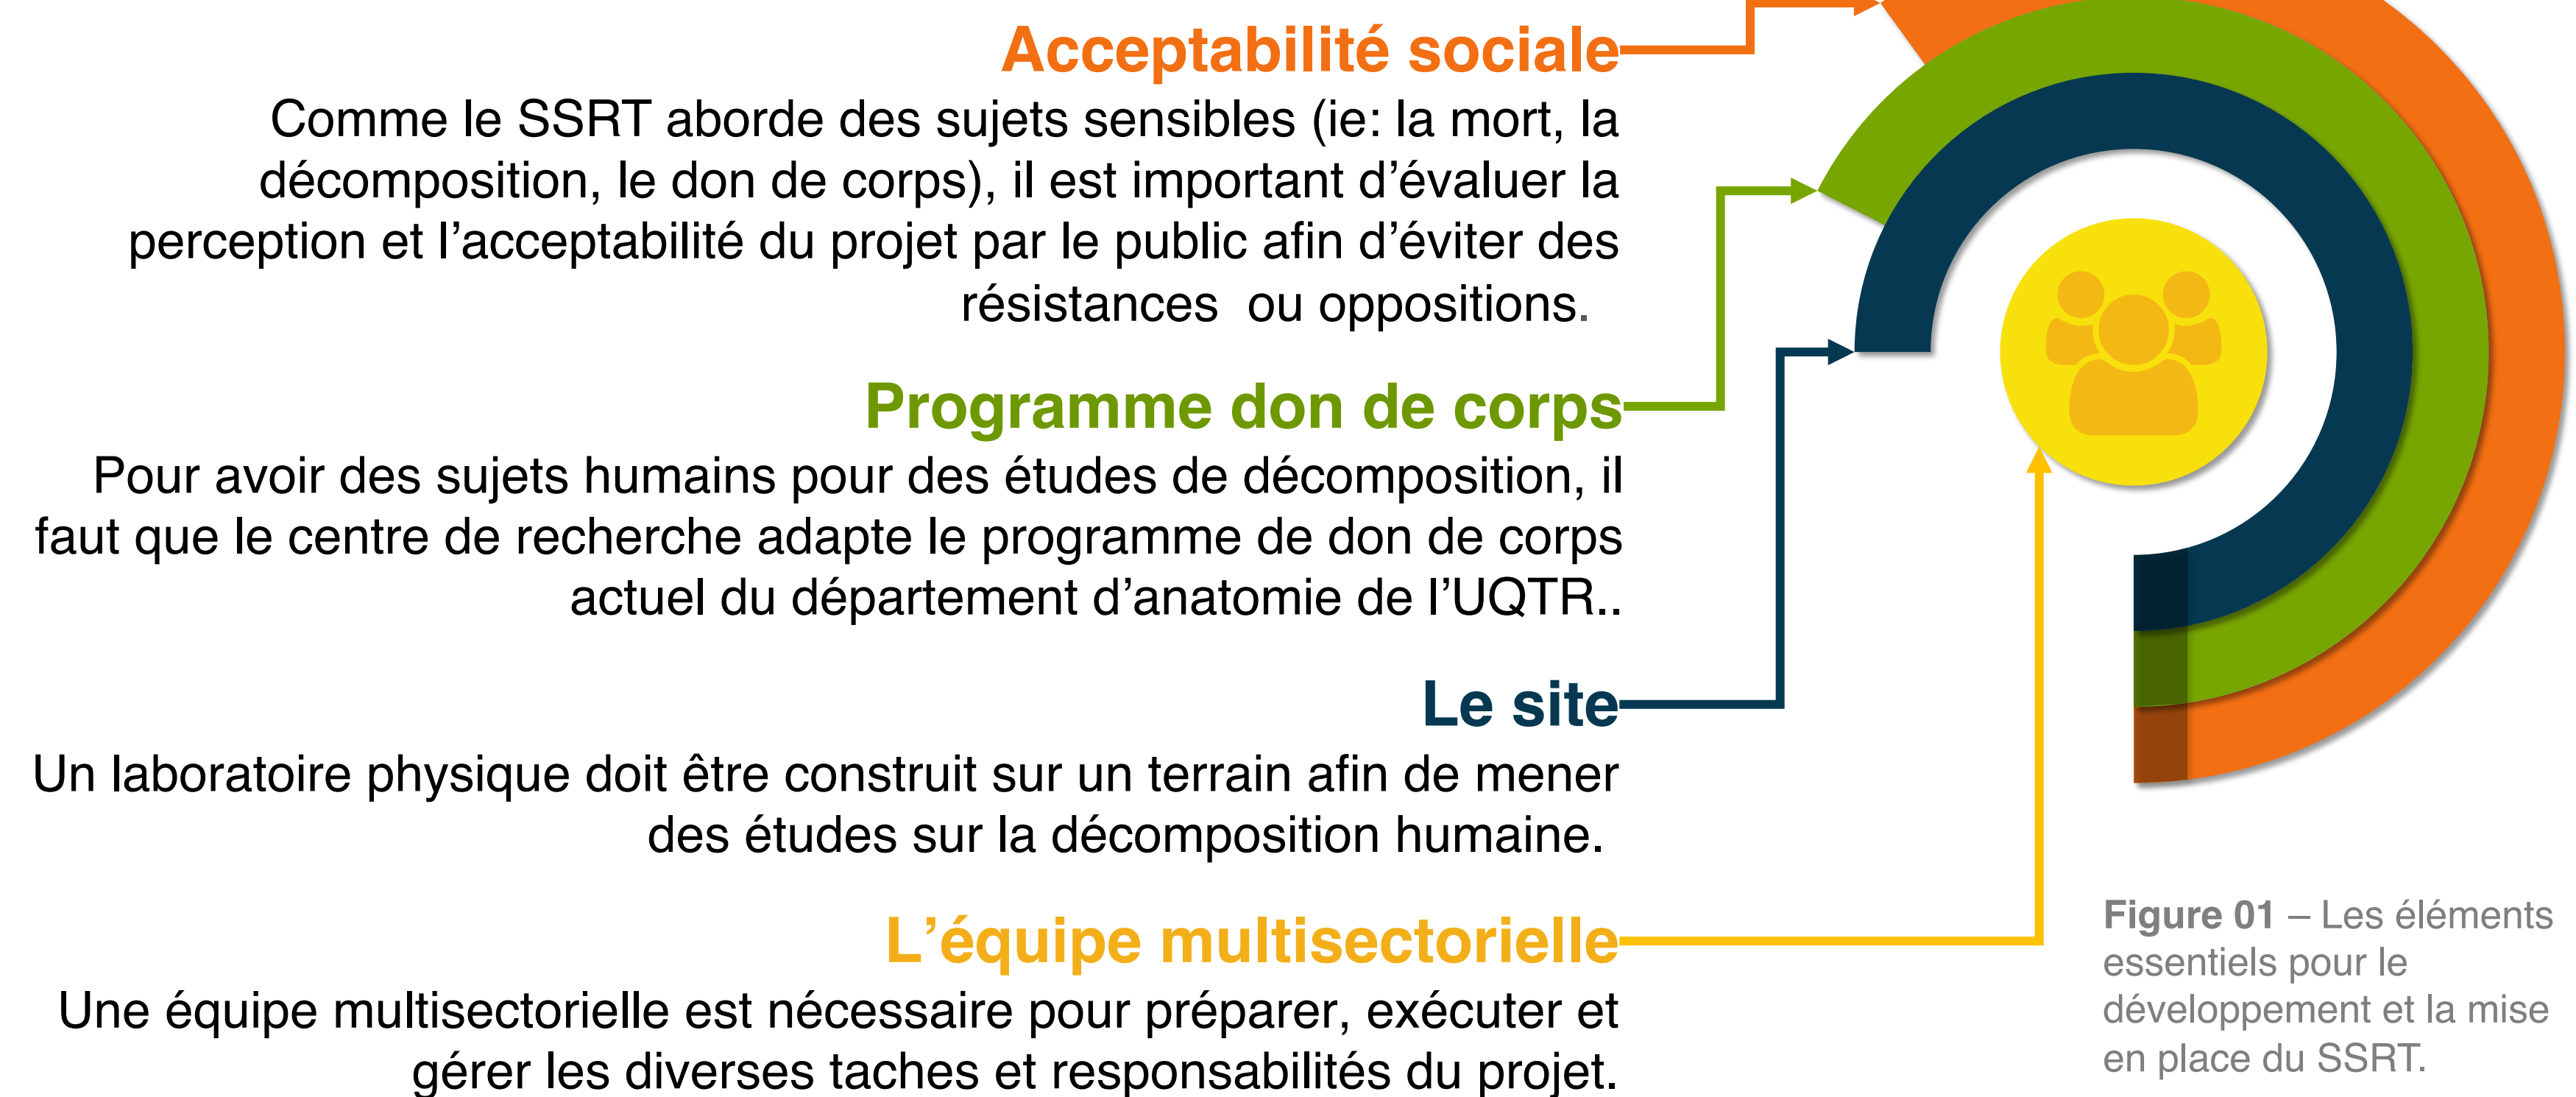 Acceptabilité sociale
Comme le SSRT aborde des sujets sensibles (ie: la mort, la
décomposition, le don de corps), il est important d’évaluer la
perception et l’acceptabilité du projet par le public afin d’éviter des
résistances  ou oppositions.
Programme don de corps
Pour avoir des sujets humains pour des études de décomposition, il
faut que le centre de recherche adapte le programme de don de corps
actuel du département d’anatomie de l’UQTR..
Le site
Un laboratoire physique doit être construit sur un terrain afin de mener
des études sur la décomposition humaine.
L’équipe multisectorielle
Une équipe multisectorielle est nécessaire pour préparer, exécuter et
gérer les diverses taches et responsabilités du projet.
Figure 01 – Les éléments
essentiels pour le
développement et la mise
en place du SSRT.